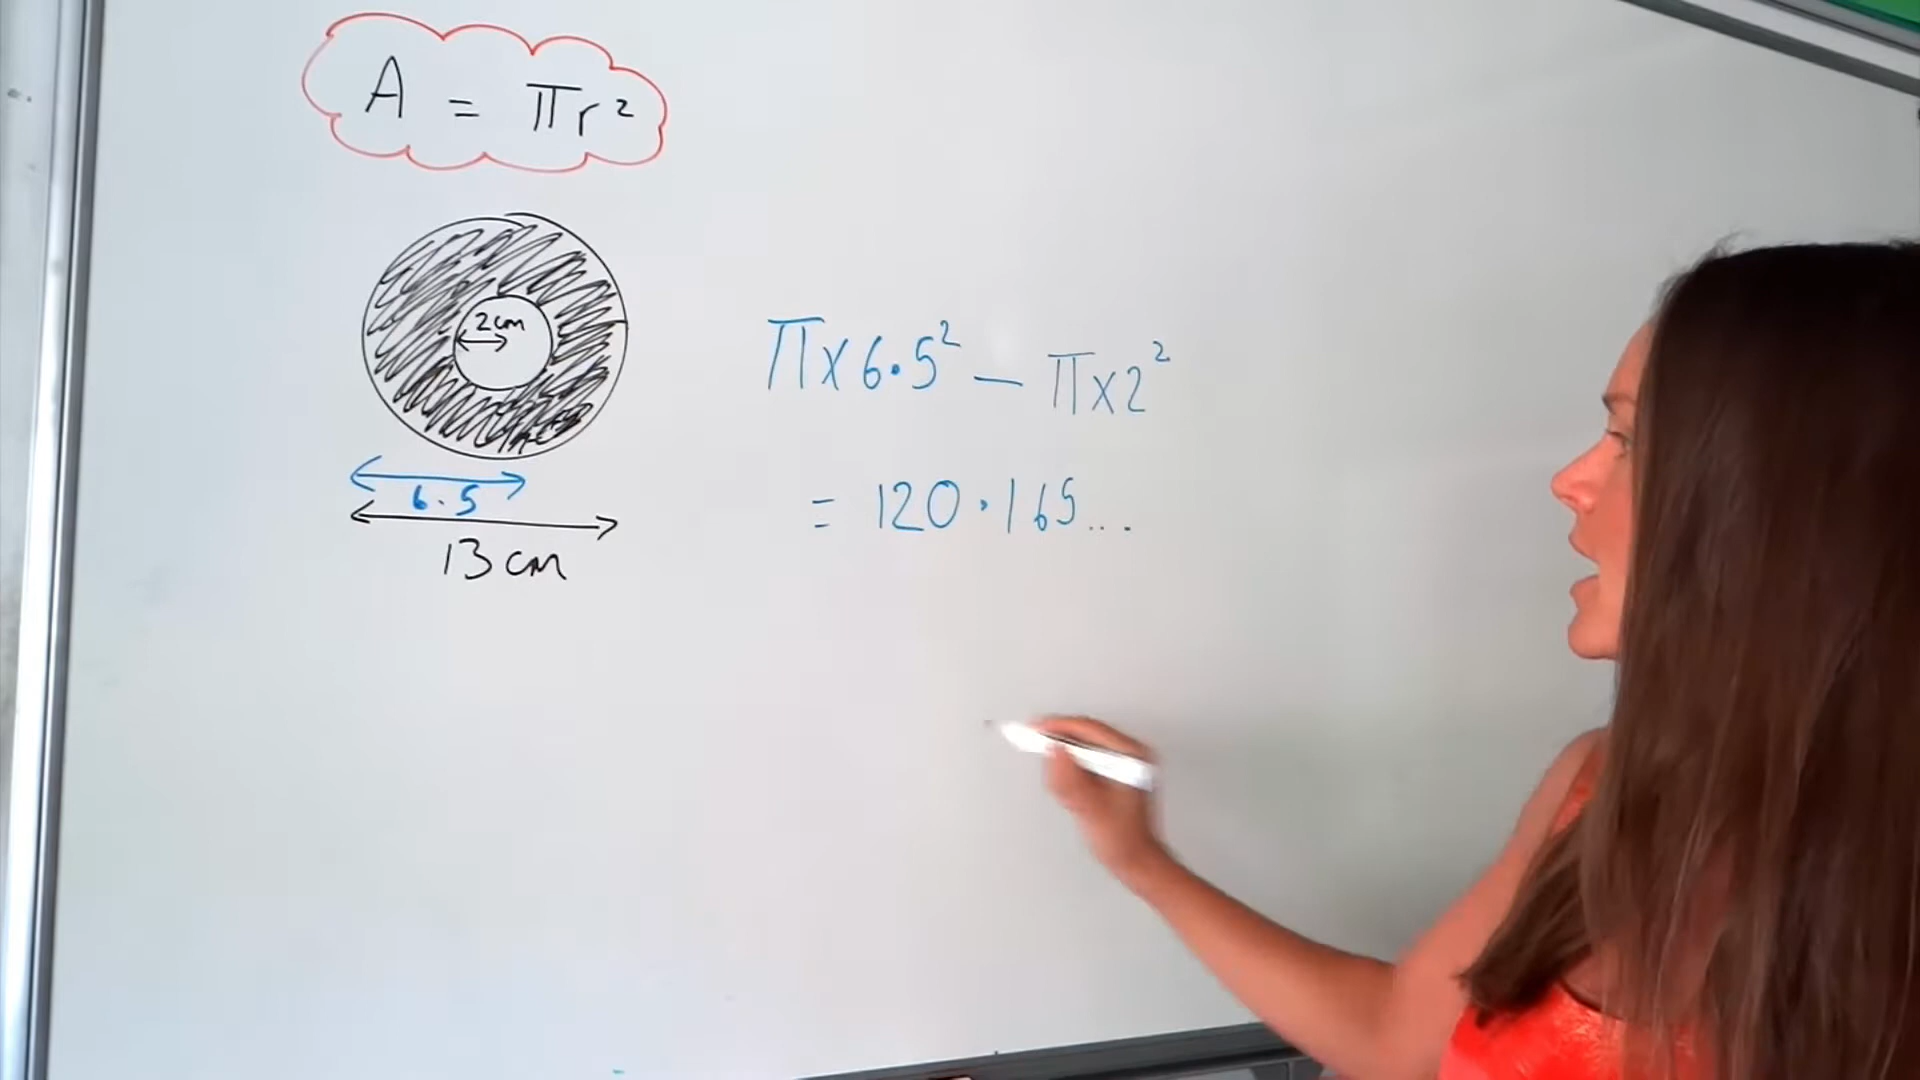 A = πr²
2cm
6.5
13 cm
π×6.5² – π×2²
= 120.165...